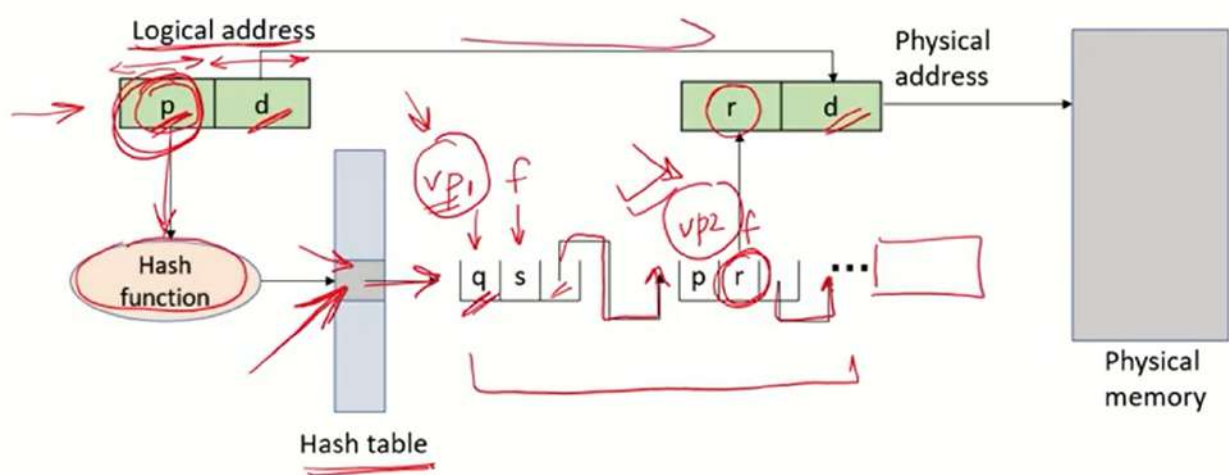 Logical address
p d
Physical
address
r d
vp1 f
vp2 f
Hash
function
q s
p r
...
Hash table
Physical
memory